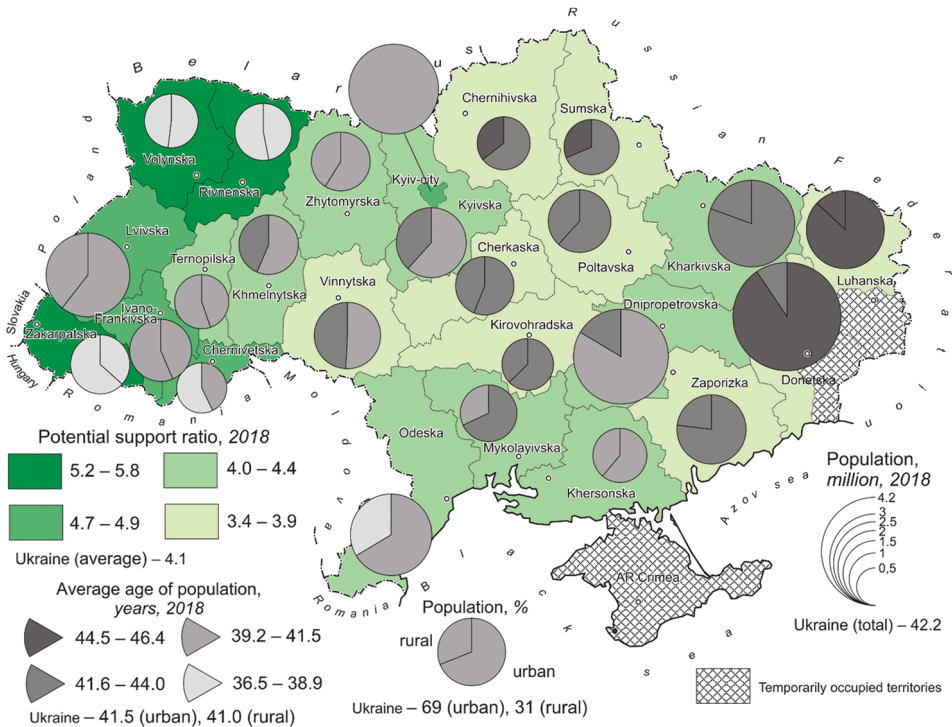 Belarus
Russian Federation
Poland
Slovakia
Hungary
Romania
Moldova
Romania
Black sea
Azov sea
Volynska
Rivnenska
Zhytomyrska
Kyiv-city
Kyivska
Chernihivska
Sumska
Lvivska
Ternopilska
Khmelnytska
Vinnytska
Cherkaska
Poltavska
Kharkivska
Luhanska
Ivano-
Frankivska
Zakarpatska
Chernivetska
Kirovohradska
Dnipropetrovska
Donetska
Zaporizka
Odeska
Mykolayivska
Khersonska
AR Crimea
Potential support ratio, 2018
5.2 – 5.8
4.0 – 4.4
4.7 – 4.9
3.4 – 3.9
Ukraine (average) – 4.1
Average age of population,
years, 2018
44.5 – 46.4
39.2 – 41.5
41.6 – 44.0
36.5 – 38.9
Ukraine – 41.5 (urban), 41.0 (rural)
Population, %
rural
urban
Ukraine – 69 (urban), 31 (rural)
Population,
million, 2018
4.2
3
2.5
2
1.5
1
0,5
Ukraine (total) – 42.2
Temporarily occupied territories